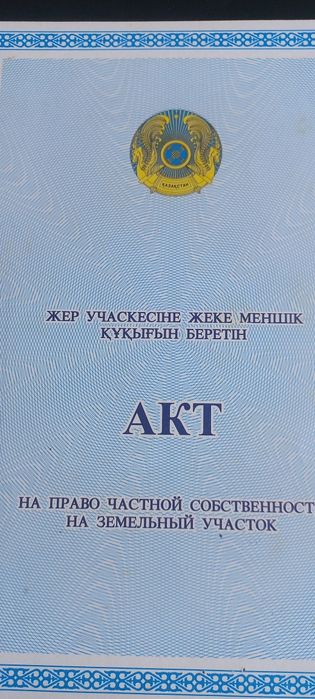 ҚАЗАҚСТАН
ЖЕР УЧАСКЕСІНЕ ЖЕКЕ МЕНШІК
ҚҰҚЫҒЫН БЕРЕТІН
АКТ
НА ПРАВО ЧАСТНОЙ СОБСТВЕННОСТ
НА ЗЕМЕЛЬНЫЙ УЧАСТОК